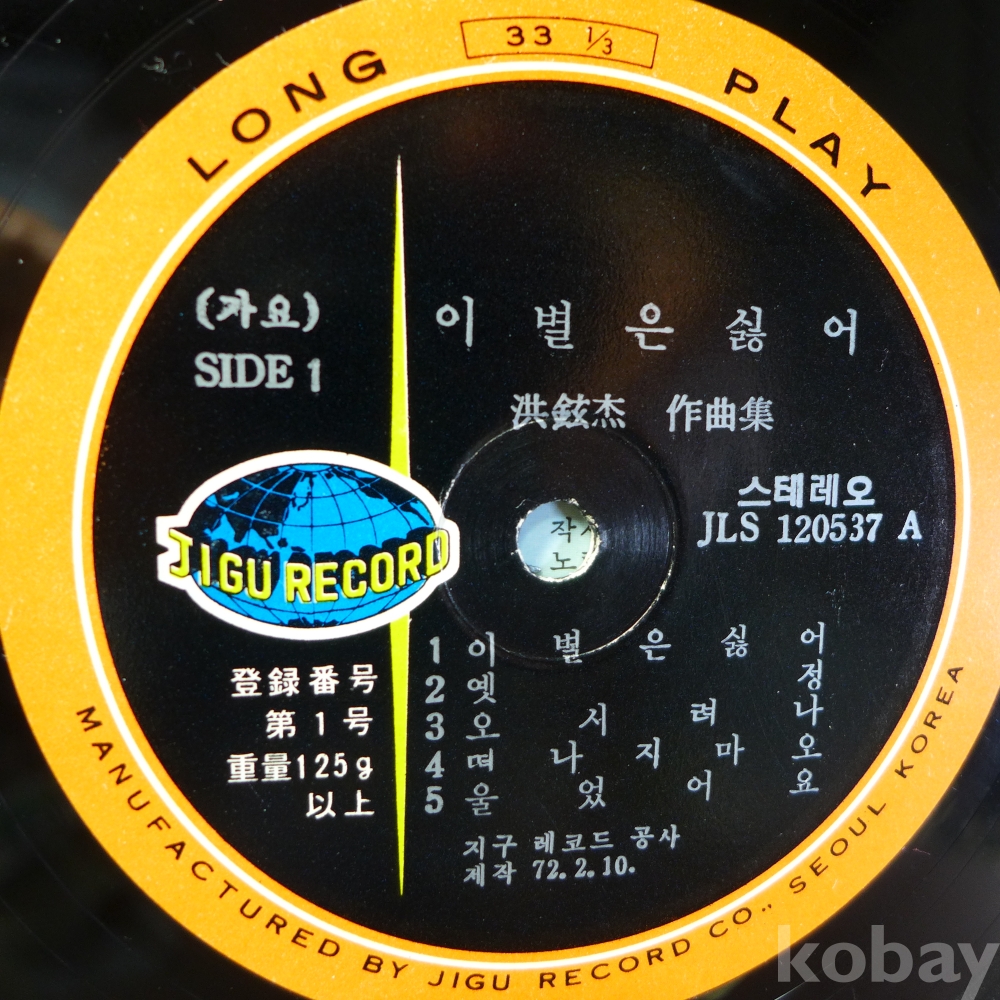 LONG PLAY
33 1/3
(가요)
SIDE 1
이별은싫어
洪鉉杰 作曲集
스테레오
JLS 120537 A
JIGU RECORD
작사
노
1 이별은싫어
2 옛정
3 오시려나
4 떠나지마오
5 울었어요
登録番号
第1号
重量125g
以上
지구 레코드 공사
제작 72.2.10.
MANUFACTURED BY JIGU RECORD CO., SEOUL KOREA
kobay